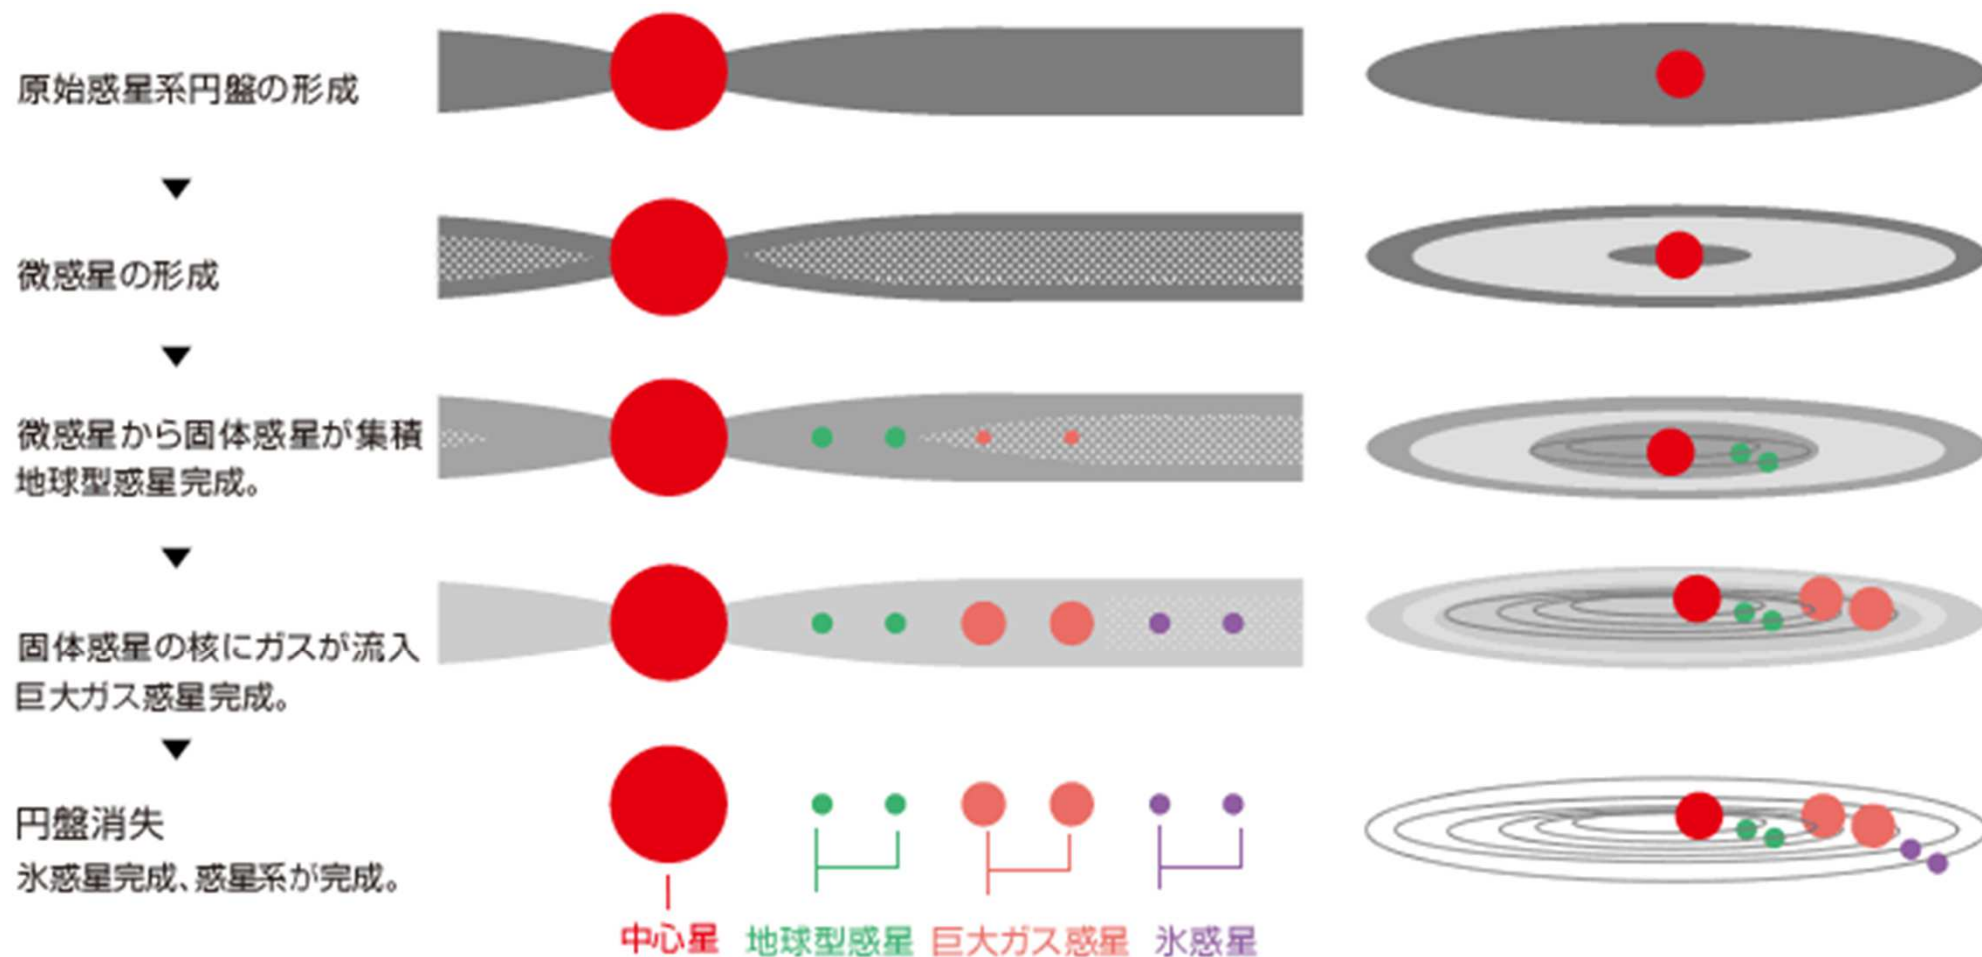 原始惑星系円盤の形成
▼
微惑星の形成
▼
微惑星から固体惑星が集積
地球型惑星完成。
▼
固体惑星の核にガスが流入
巨大ガス惑星完成。
▼
円盤消失
氷惑星完成、惑星系が完成。
中心星 地球型惑星 巨大ガス惑星 氷惑星